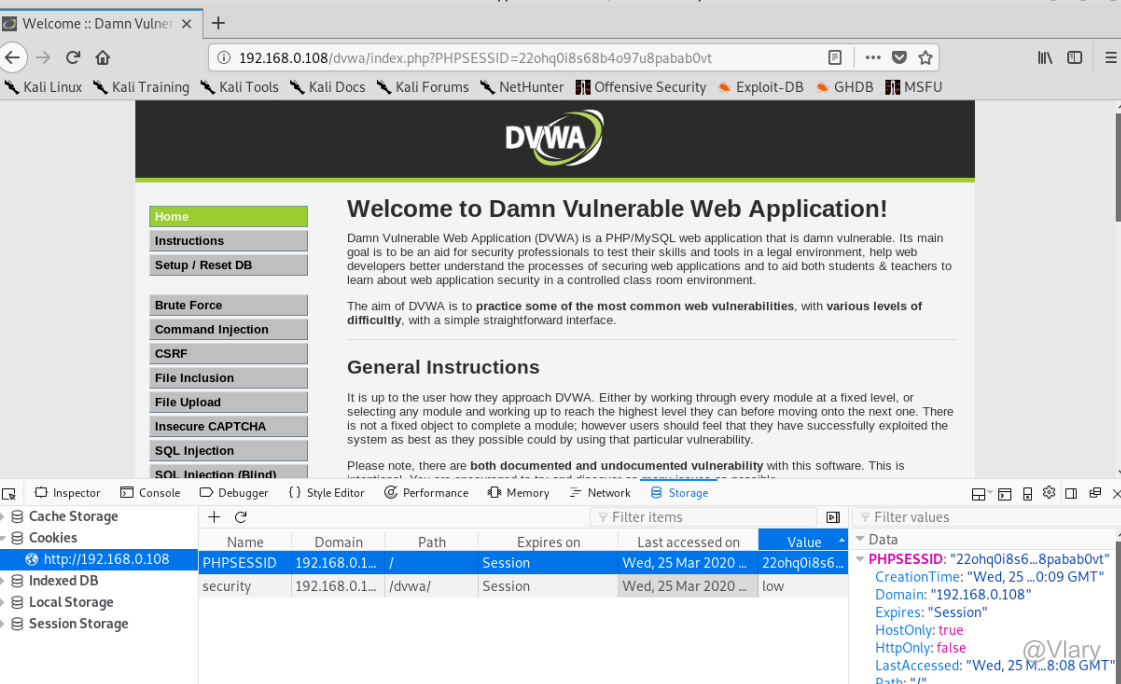 Welcome :: Damn Vulner
192.168.0.108/dvwa/index.php?PHPSESSID=22ohq0i8s68b4o97u8pabab0vt
Kali Linux Kali Training Kali Tools Kali Docs Kali Forums NetHunter Offensive Security Exploit-DB GHDB MSFU
DVWA
Home
Instructions
Setup / Reset DB
Brute Force
Command Injection
CSRF
File Inclusion
File Upload
Insecure CAPTCHA
SQL Injection
SQL Injection (Blind)
Welcome to Damn Vulnerable Web Application!
Damn Vulnerable Web Application (DVWA) is a PHP/MySQL web application that is damn vulnerable. Its main
goal is to be an aid for security professionals to test their skills and tools in a legal environment, help web
developers better understand the processes of securing web applications and to aid both students & teachers to
learn about web application security in a controlled class room environment.
The aim of DVWA is to practice some of the most common web vulnerabilities, with various levels of
difficultly, with a simple straightforward interface.
General Instructions
It is up to the user how they approach DVWA. Either by working through every module at a fixed level, or
selecting any module and working up to reach the highest level they can before moving onto the next one. There
is not a fixed object to complete a module; however users should feel that they have successfully exploited the
system as best as they possible could by using that particular vulnerability.
Please note, there are both documented and undocumented vulnerability with this software. This is
Inspector Console Debugger { } Style Editor Performance Memory Network Storage
Cache Storage
Cookies
http://192.168.0.108
Indexed DB
Local Storage
Session Storage
Filter items
Name Domain Path Expires on Last accessed on Value
PHPSESSID 192.168.0.1... / Session Wed, 25 Mar 2020 ... 22ohq0i8s6...
security 192.168.0.1... /dvwa/ Session Wed, 25 Mar 2020 ... low
Filter values
Data
PHPSESSID: "22ohq0i8s6...8pabab0vt"
CreationTime: "Wed, 25 ...0:09 GMT"
Domain: "192.168.0.108"
Expires: "Session"
HostOnly: true
HttpOnly: false
LastAccessed: "Wed, 25 M...8:08 GMT"
Path: "/"
@Vlary